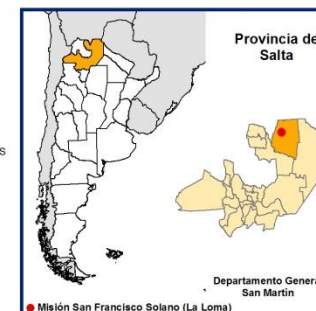 s
Provincia de
Salta
Departamento Genera
San Martín
Misión San Francisco Solano (La Loma)